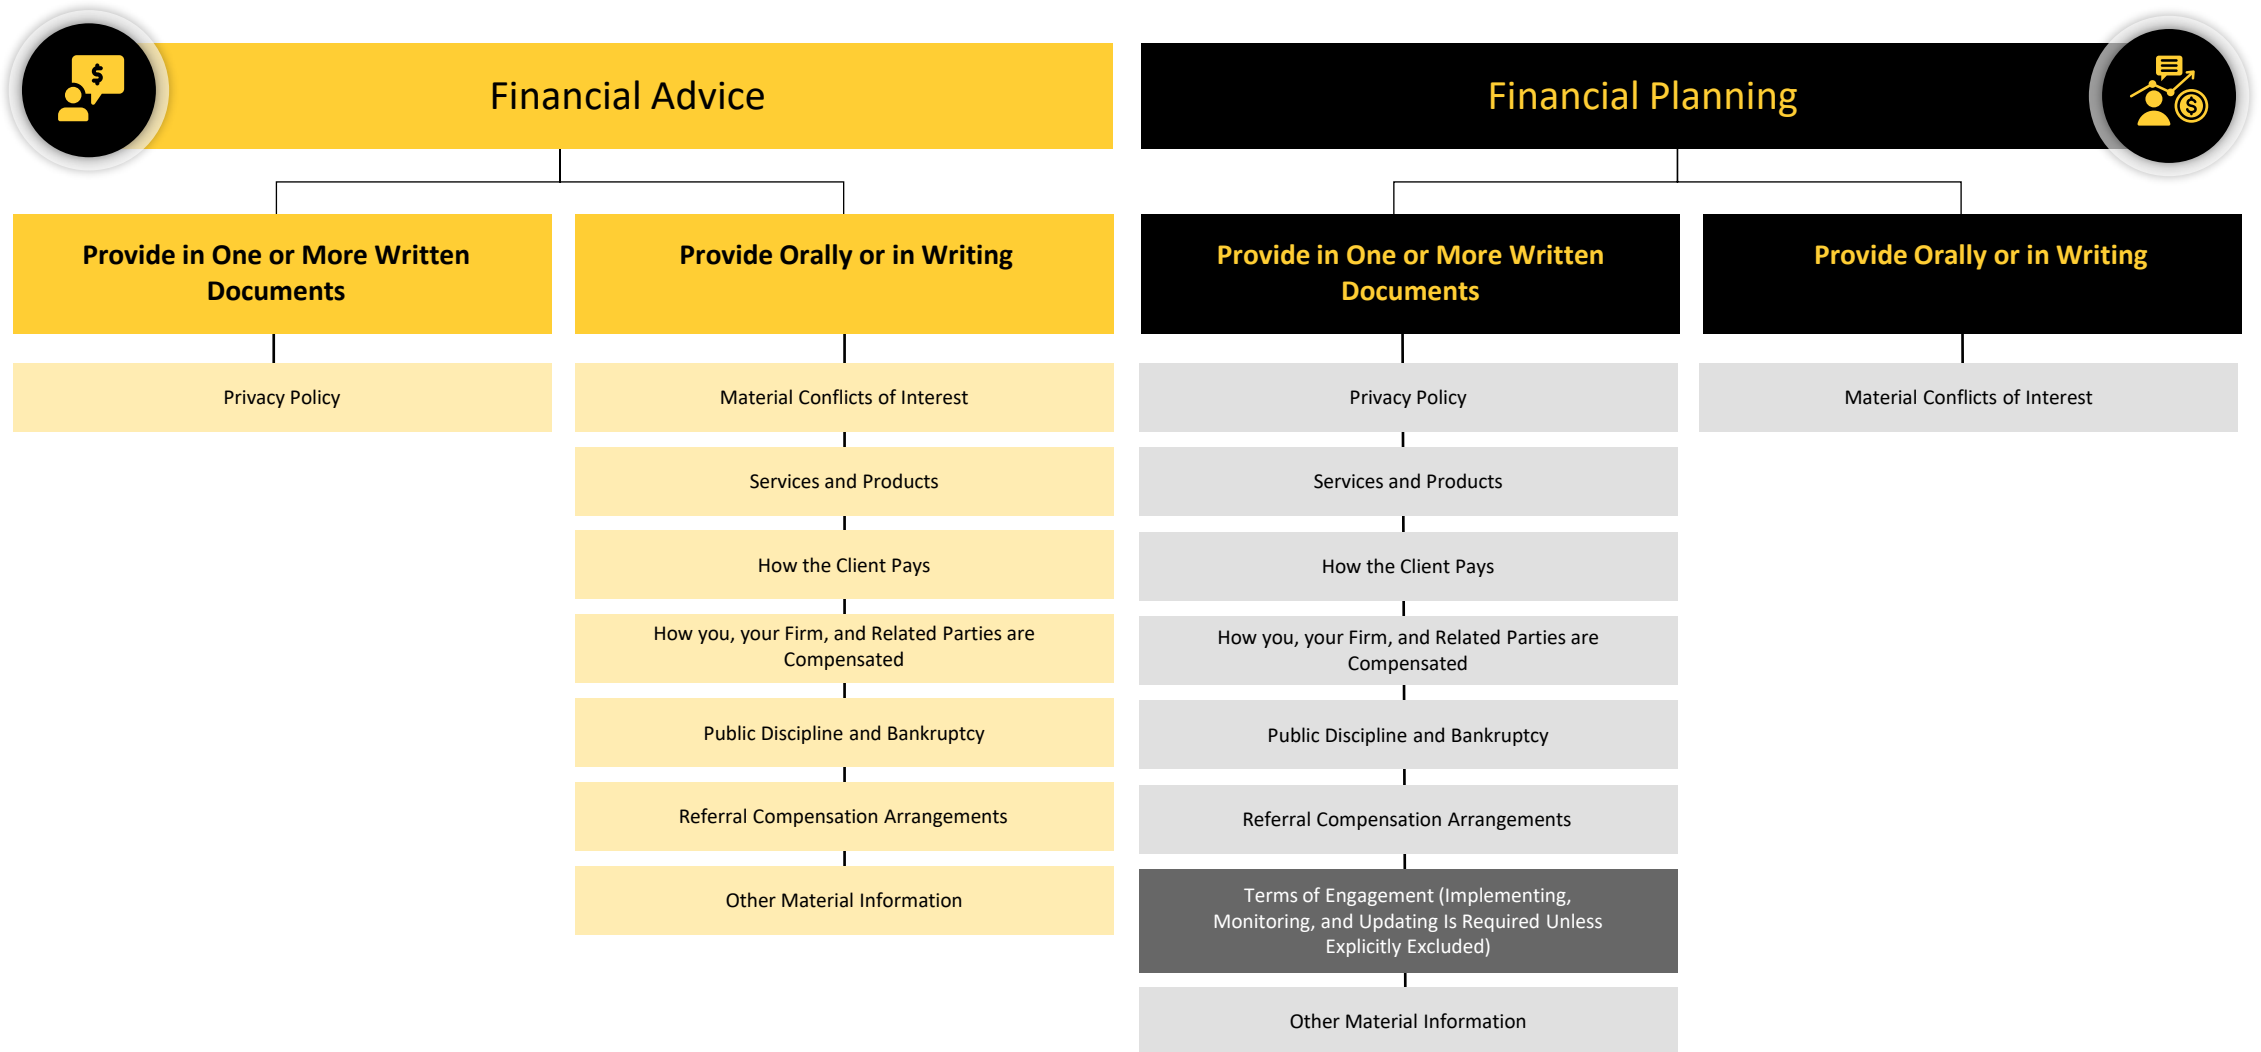 $
Financial Advice
Financial Planning
$
Provide in One or More Written
Documents
Provide Orally or in Writing
Provide in One or More Written
Documents
Provide Orally or in Writing
Privacy Policy
Material Conflicts of Interest
Services and Products
How the Client Pays
How you, your Firm, and Related Parties are
Compensated
Public Discipline and Bankruptcy
Referral Compensation Arrangements
Other Material Information
Privacy Policy
Services and Products
How the Client Pays
How you, your Firm, and Related Parties are
Compensated
Public Discipline and Bankruptcy
Referral Compensation Arrangements
Terms of Engagement (Implementing,
Monitoring, and Updating Is Required Unless
Explicitly Excluded)
Other Material Information
Material Conflicts of Interest